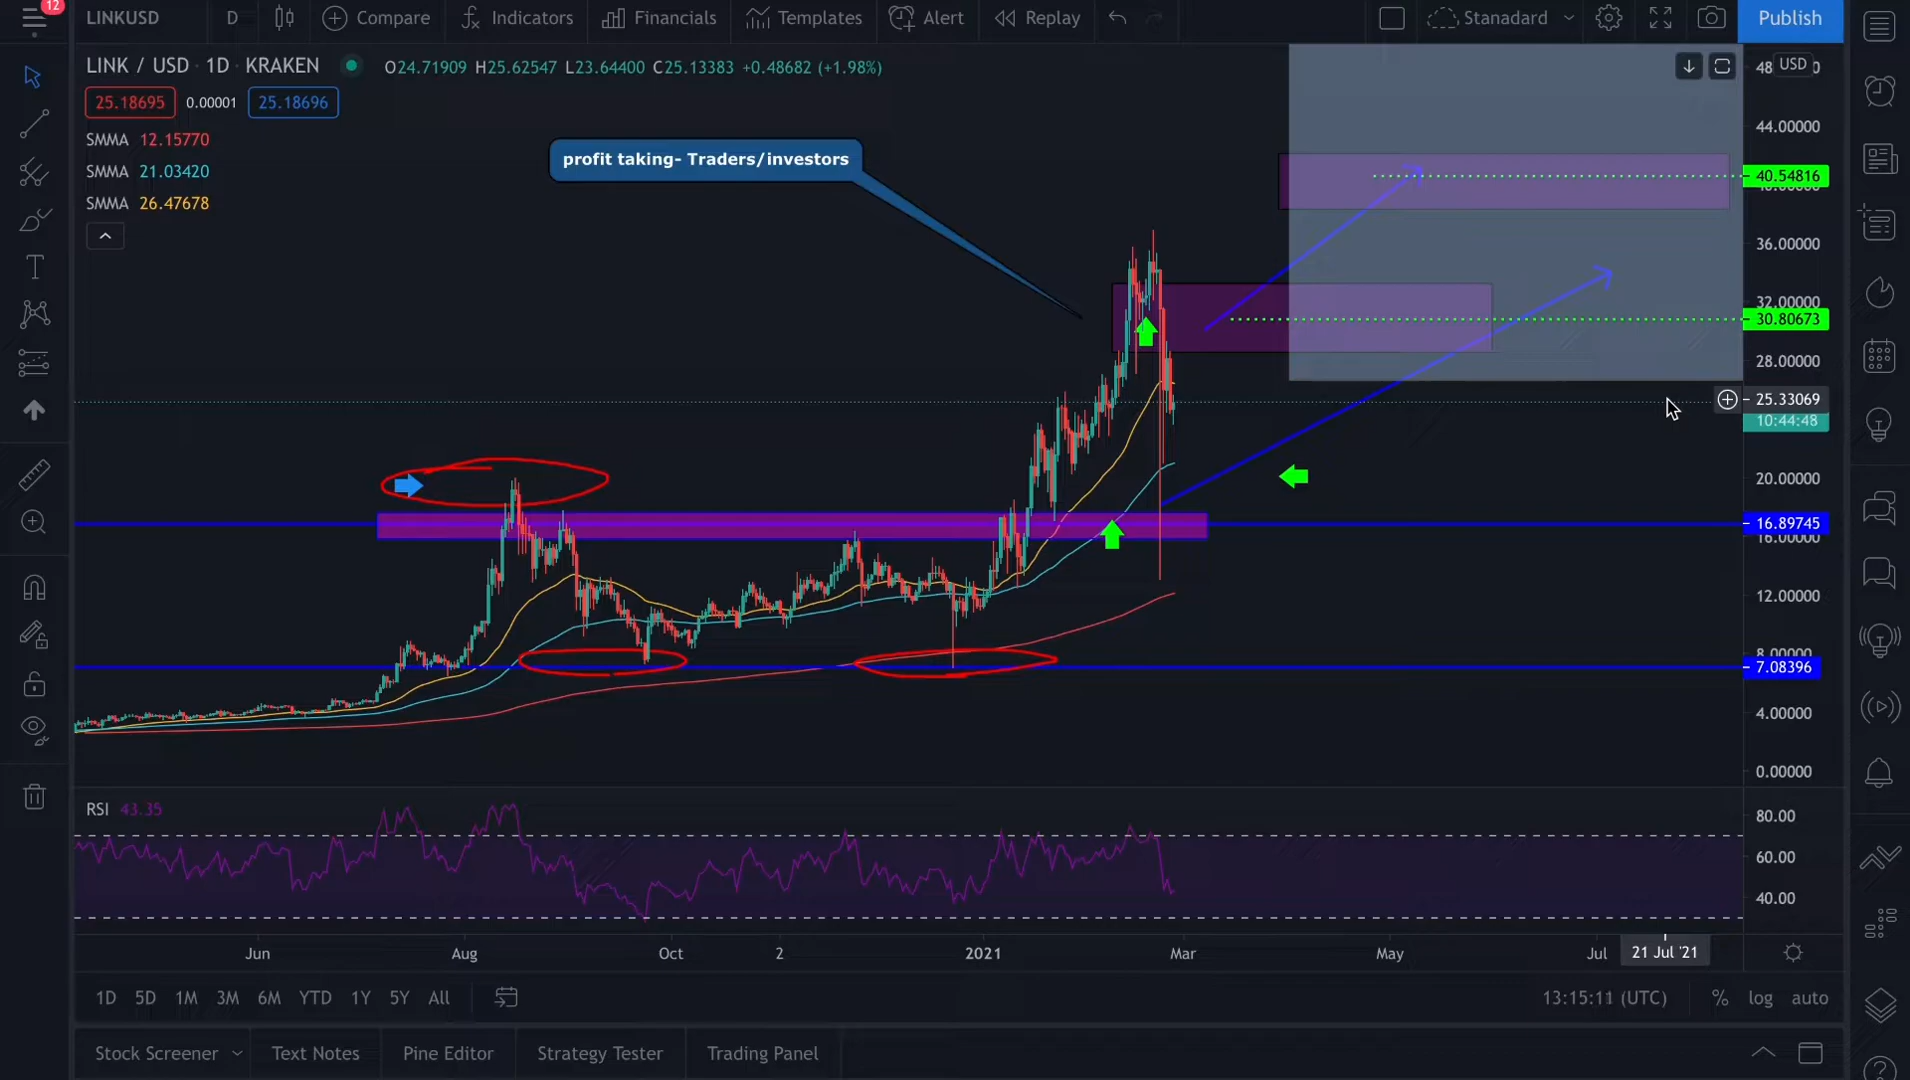 12
LINKUSD D Compare Indicators Financials Templates Alert Replay Stanadard Publish
LINK / USD · 1D · KRAKEN O24.71909 H25.62547 L23.64400 C25.13383 +0.48682 (+1.98%)
25.18695 0.00001 25.18696
SMMA 12.15770
SMMA 21.03420
SMMA 26.47678
profit taking- Traders/investors
USD
44.00000
40.54816
36.00000
32.00000
30.80673
28.00000
25.33069
10:44:48
20.00000
16.89745
16.00000
12.00000
8.00000
7.08396
4.00000
0.00000
RSI 43.35
80.00
60.00
40.00
Jun Aug Oct 2 2021 Mar May Jul 21 Jul '21
1D 5D 1M 3M 6M YTD 1Y 5Y All 13:15:11 (UTC) % log auto
Stock Screener Text Notes Pine Editor Strategy Tester Trading Panel